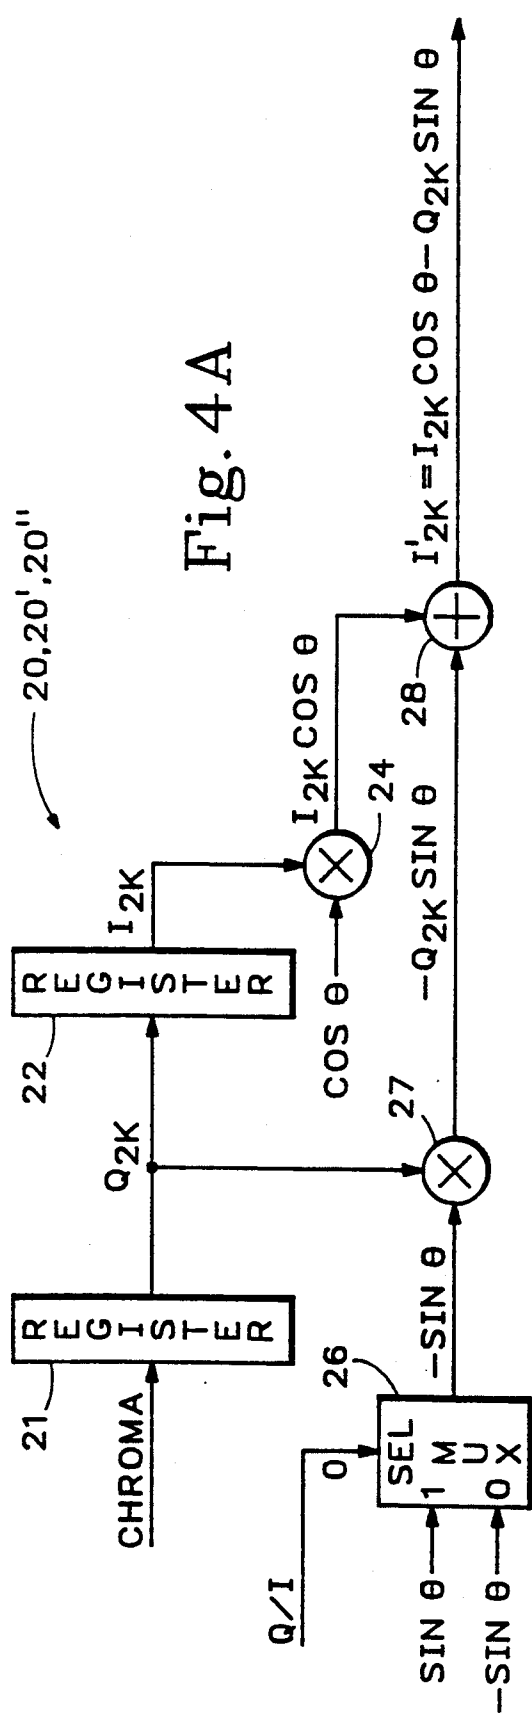 20,20',20''
Fig. 4A
CHROMA
21
REGISTER
Q2K
22
REGISTER
I2K
COS θ
24
I2K COS θ
Q/I
0
SIN θ
−SIN θ
SEL
1
0
MUX
26
−SIN θ
27
−Q2K SIN θ
28
I'2K=I2K COS θ−Q2K SIN θ